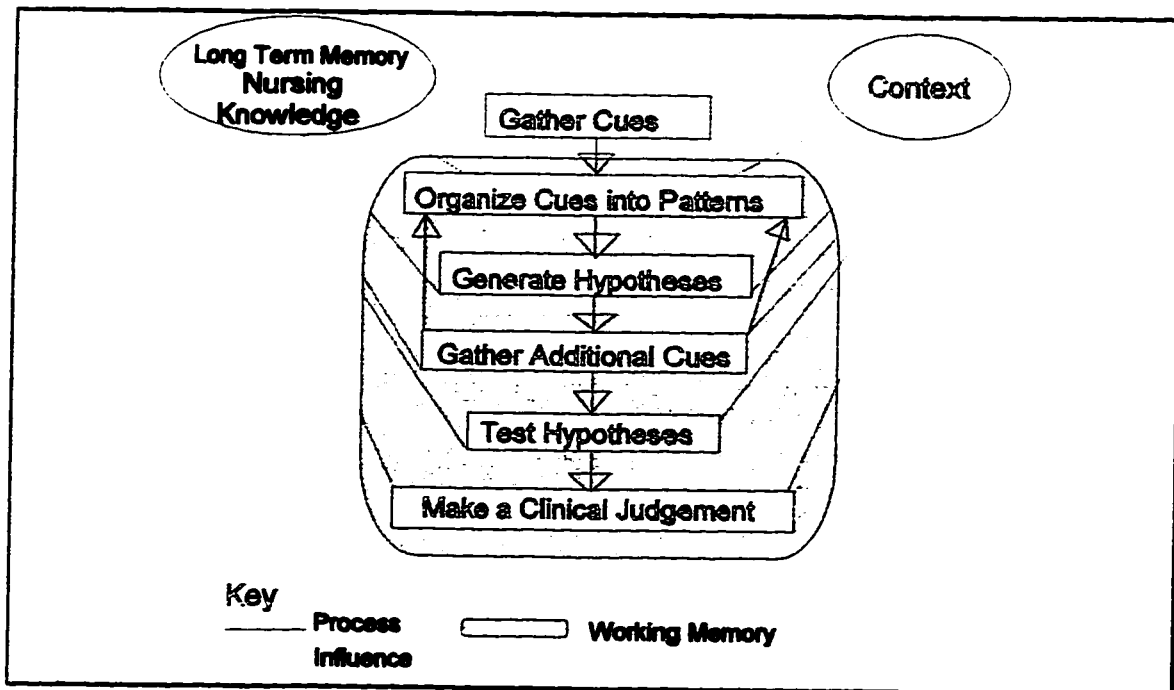 Long Term Memory
Nursing
Knowledge
Context
Gather Cues
Organize Cues into Patterns
Generate Hypotheses
Gather Additional Cues
Test Hypotheses
Make a Clinical Judgement
Key
Process
Influence
Working Memory